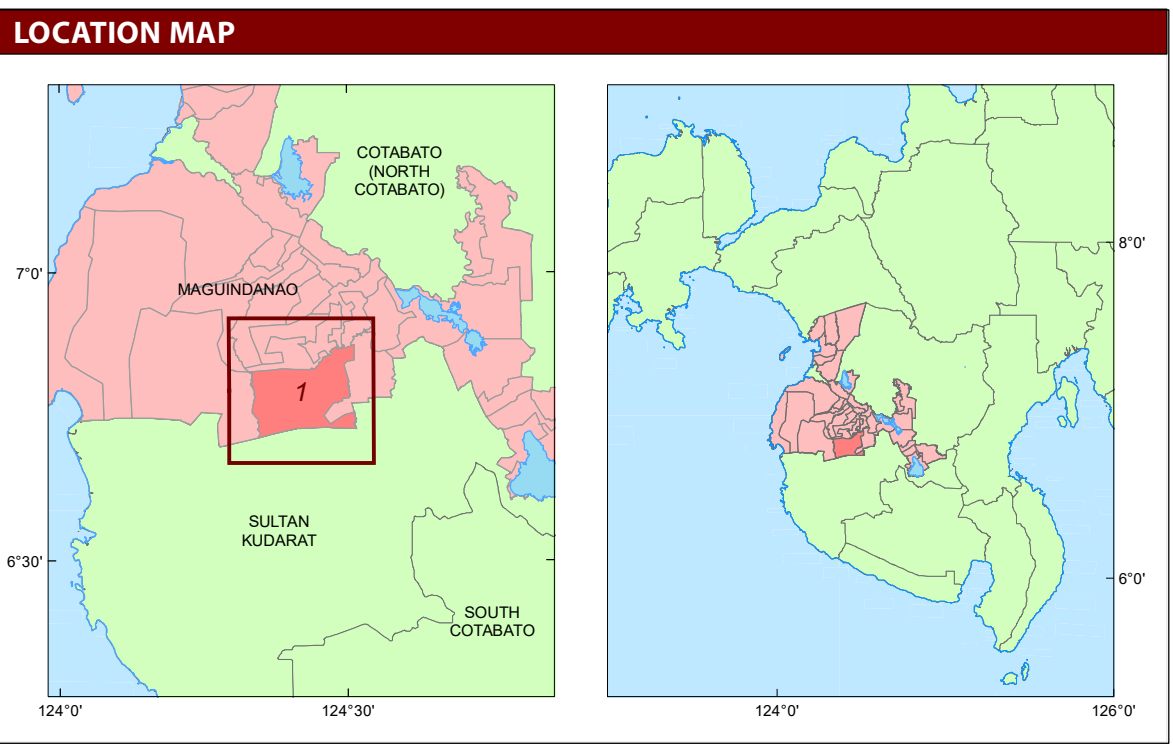 LOCATION MAP
COTABATO
(NORTH
COTABATO)
7°0'
MAGUINDANAO
1
SULTAN
KUDARAT
6°30'
SOUTH
COTABATO
124°0'
124°30'
8°0'
6°0'
124°0'
126°0'